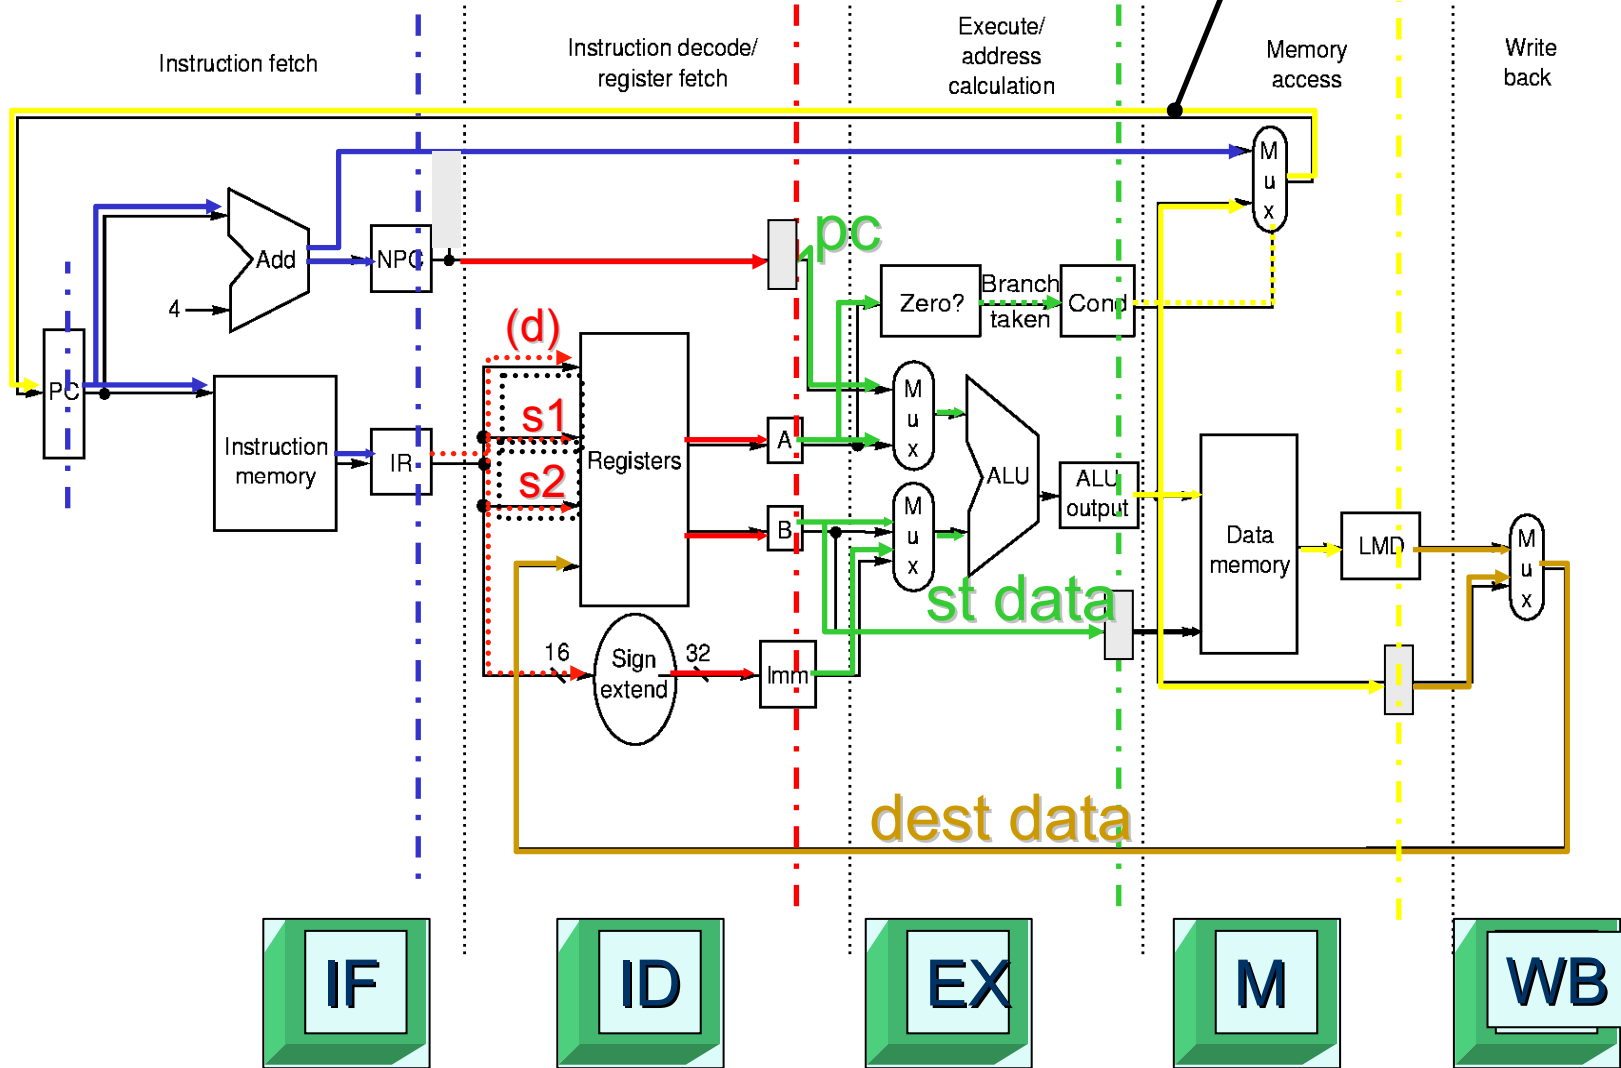 Instruction fetch
Instruction decode/
register fetch
Execute/
address
calculation
Memory
access
Write
back
M
u
x
Add
NPC
4
pc
Zero?
Branch
taken
Cond
PC
(d)
s1
s2
Instruction
memory
IR
Registers
A
B
M
u
x
M
u
x
ALU
ALU
output
Data
memory
LMD
M
u
x
st data
16
Sign
extend
32
Imm
dest data
IF
ID
EX
M
WB